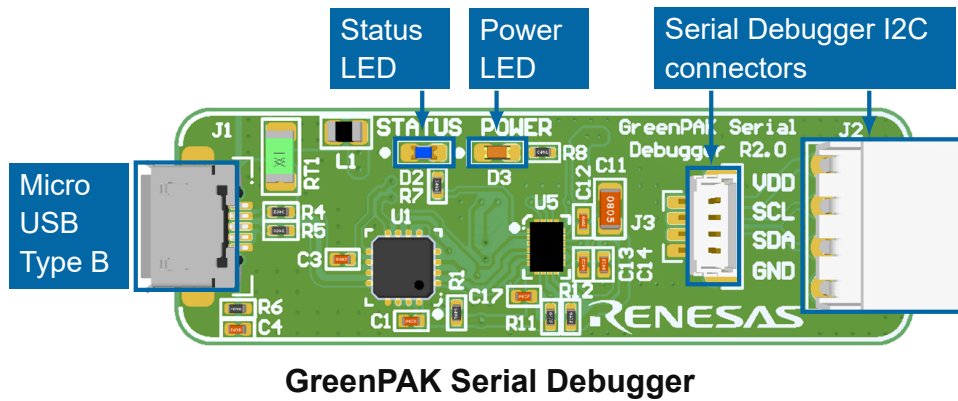 Status
LED
Power
LED
Serial Debugger I2C
connectors
Micro
USB
Type B
J1
RT1
L1
STATUS
POWER
D2
R7
D3
R8
GreenPAK Serial
Debugger R2.0
J2
VDD
SCL
SDA
GND
J3
C12
C11
0805
U5
C13
C14
U1
R4
R5
C3
R1
C1
C17
R11
R12
R6
C4
RENESAS
GreenPAK Serial Debugger